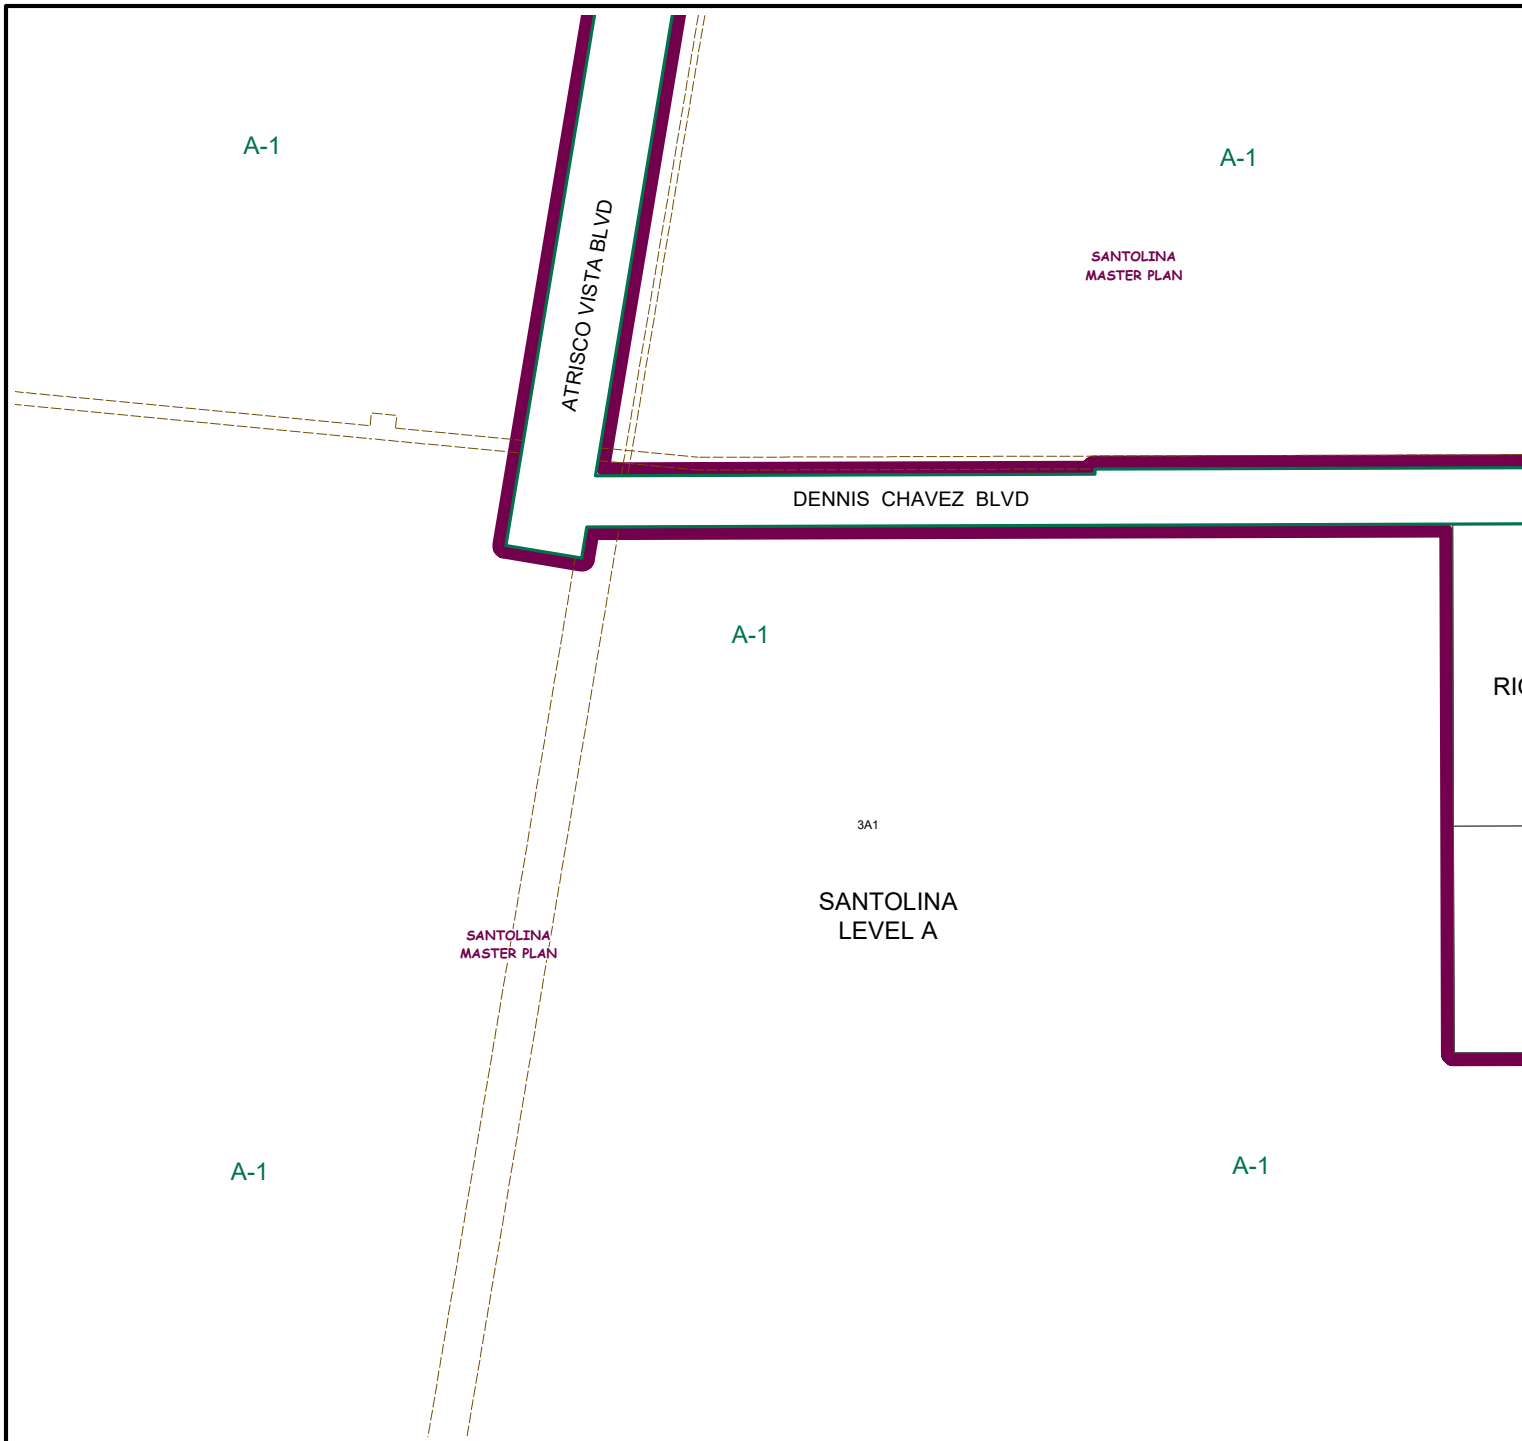 A-1
A-1
ATRISCO VISTA BLVD
SANTOLINA
MASTER PLAN
DENNIS CHAVEZ BLVD
A-1
3A1
SANTOLINA
LEVEL A
SANTOLINA
MASTER PLAN
A-1
A-1